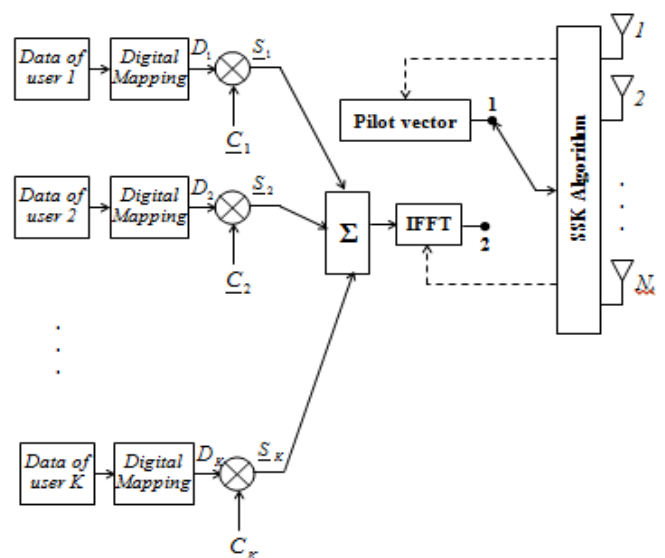 Data of
user 1
Digital
Mapping
D1
S1
C1
Data of
user 2
Digital
Mapping
D2
S2
C2
Data of
user K
Digital
Mapping
DK
SK
CK
Σ
IFFT
2
Pilot vector
1
SSK Algorithm
1
2
N